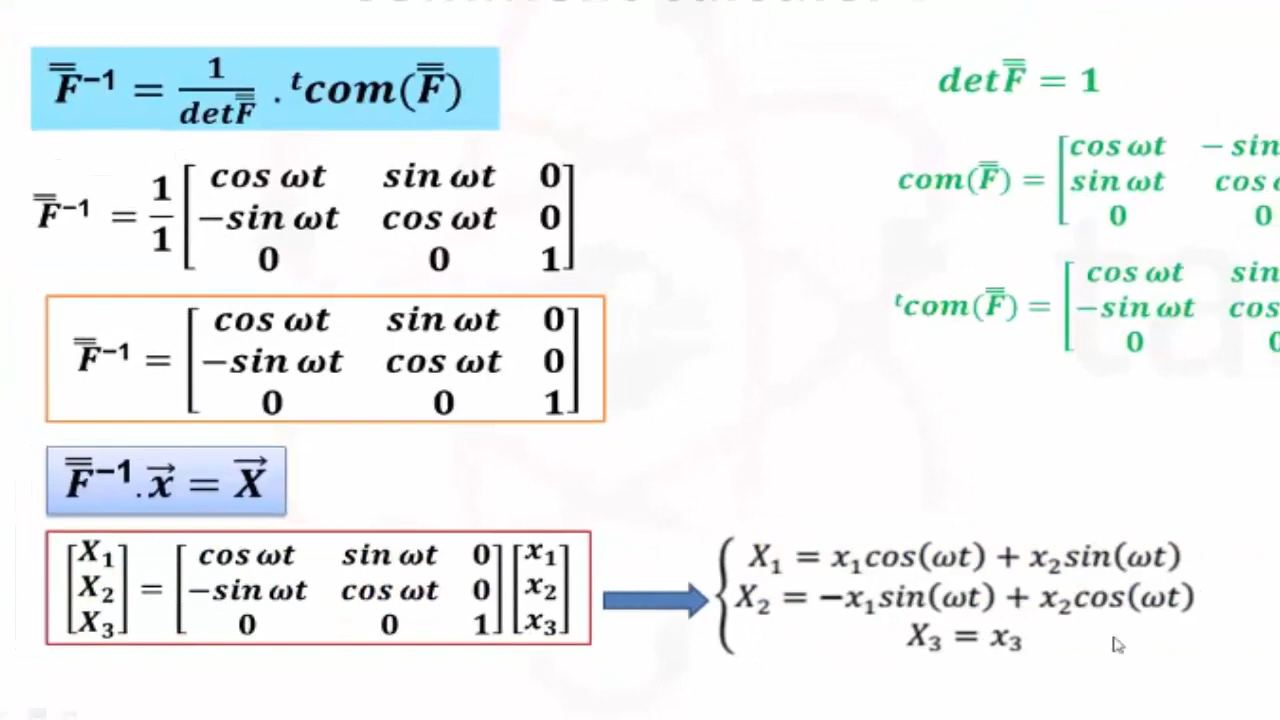 F̿⁻¹ = 1/detF̿ . ᵗcom(F̿)
F̿⁻¹ = 1/1 [cos ωt sin ωt 0
−sin ωt cos ωt 0
0 0 1]
F̿⁻¹ = [cos ωt sin ωt 0
−sin ωt cos ωt 0
0 0 1]
F̿⁻¹. x⃗ = X⃗
[X₁ X₂ X₃] = [cos ωt sin ωt 0
−sin ωt cos ωt 0
0 0 1] [x₁ x₂ x₃]
detF̿ = 1
com(F̿) = [cos ωt − sin
sin ωt cos
0 0
ᵗcom(F̿) = [cos ωt sin
−sin ωt cos
0
X₁ = x₁cos(ωt) + x₂sin(ωt)
X₂ = −x₁sin(ωt) + x₂cos(ωt)
X₃ = x₃